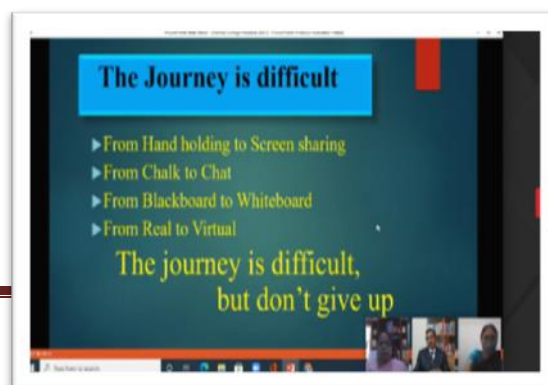 The Journey is difficult
From Hand holding to Screen sharing
From Chalk to Chat
From Blackboard to Whiteboard
From Real to Virtual
The journey is difficult,
but don't give up